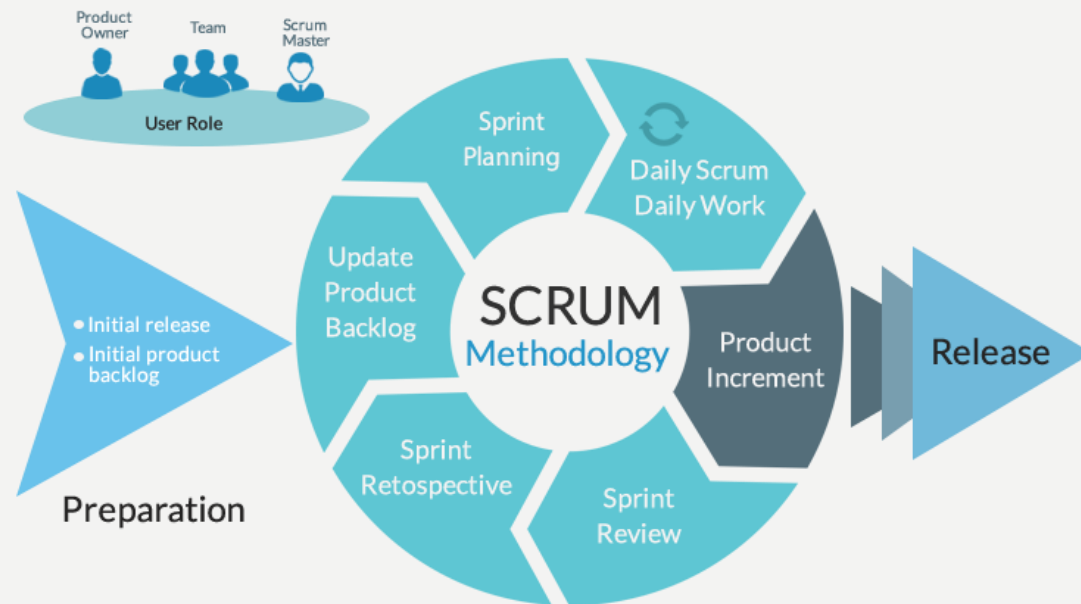 Product
Owner
Team
Scrum
Master
User Role
Sprint
Planning
Daily Scrum
Daily Work
Update
Product
Backlog
SCRUM
Methodology
Product
Increment
Sprint
Retospective
Sprint
Review
Initial release
Initial product
backlog
Preparation
Release